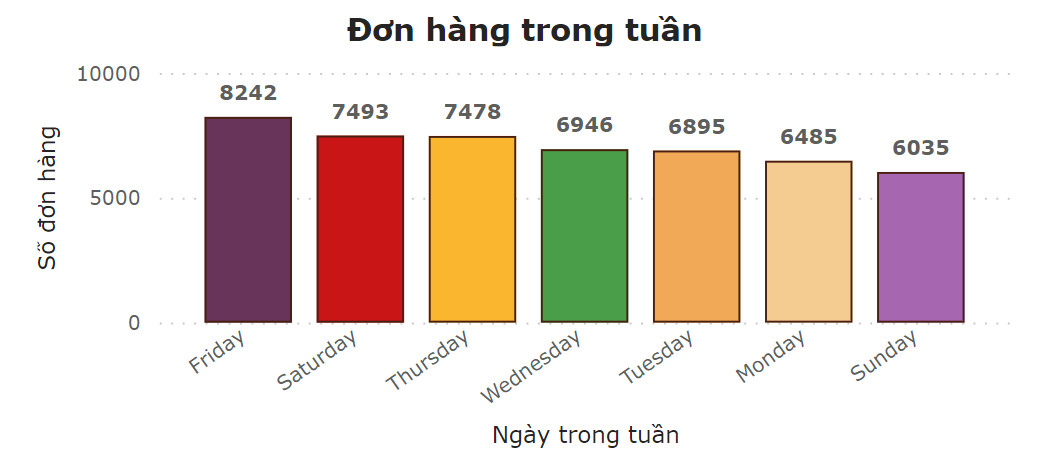 Đơn hàng trong tuần
Số đơn hàng
10000
5000
0
8242
7493
7478
6946
6895
6485
6035
Friday
Saturday
Thursday
Wednesday
Tuesday
Monday
Sunday
Ngày trong tuần